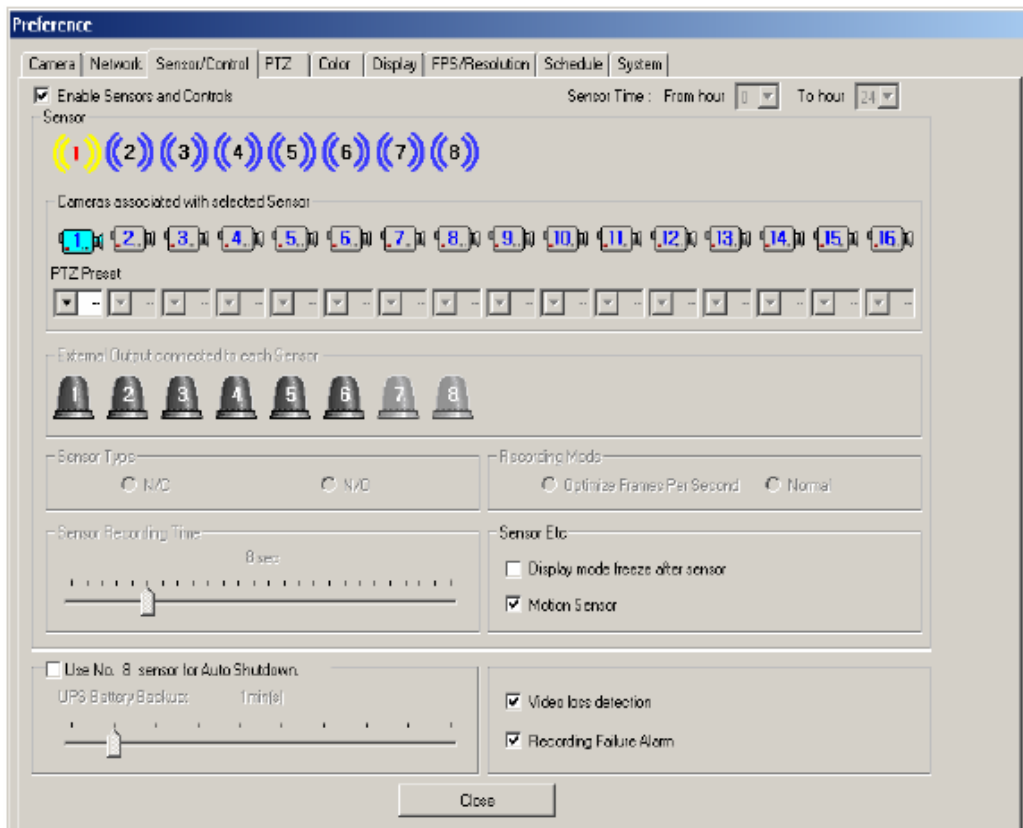 Preference
Camera Network Sensor/Control PTZ Color Display FPS/Resolution Schedule System
Enable Sensors and Controls Sensor Time : From hour 0 To hour 24
Sensor
1 2 3 4 5 6 7 8
Cameras associated with selected Sensor
1 2 3 4 5 6 7 8 9 10 11 12 13 14 15 16
PTZ Preset
-- -- -- -- -- -- -- -- -- -- -- -- -- -- -- --
External Output connected to each Sensor
1 2 3 4 5 6 7 8
Sensor Type Recording Mode
Optimize Frames Per Second Normal
Sensor Recording Time Sensor Etc
8 sec
Display mode freeze after sensor
Motion Sensor
Use No. 8 sensor for Auto Shutdown.
UPS Battery Backup: 1min(s)
Video loss detection
Recording Failure Alarm
Close